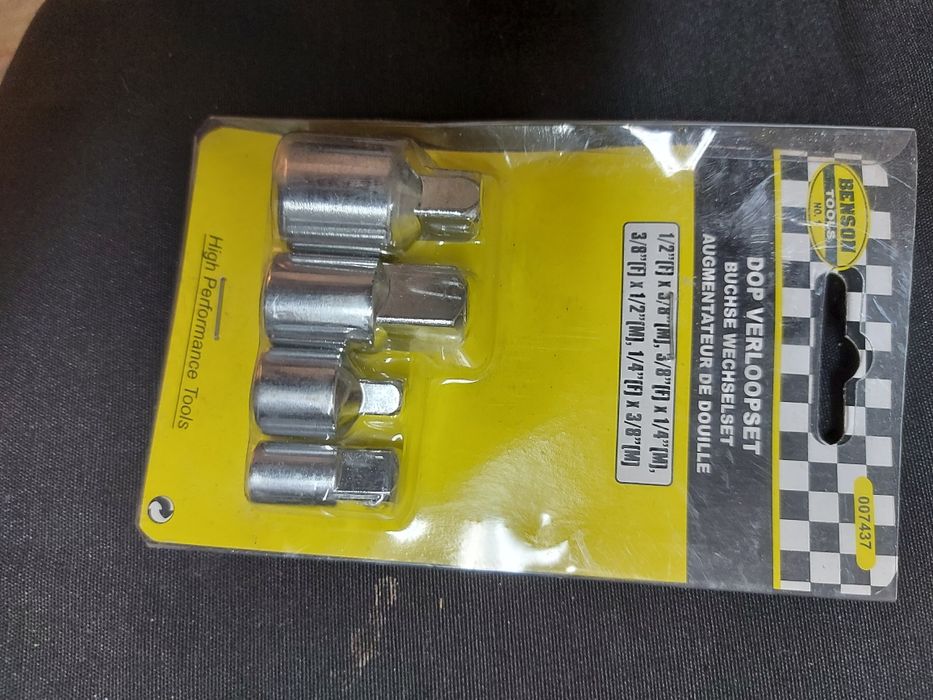 BENSON
TOOLS
NO.
007437
DOP VERLOOPSET
BUCHSE WECHSELSET
AUGMENTATEUR DE DOUILLE
1/2"(F) x 3/8"(M), 3/8"(F) x 1/4"(M),
3/8"(F) x 1/2"(M), 1/4"(F) x 3/8"(M)
High Performance Tools